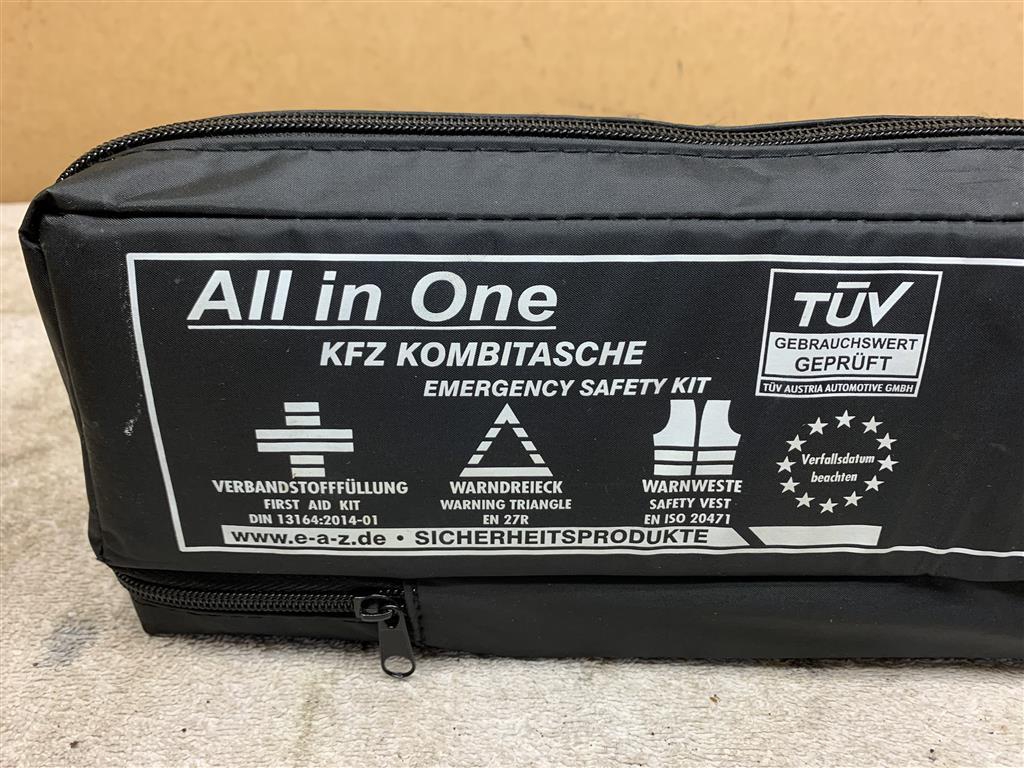 All in One
KFZ KOMBITASCHE
EMERGENCY SAFETY KIT
TÜV
GEBRAUCHSWERT
GEPRÜFT
TÜV AUSTRIA AUTOMOTIVE GMBH
VERBANDSTOFFFÜLLUNG
FIRST AID KIT
DIN 13164:2014-01
WARNDREIECK
WARNING TRIANGLE
EN 27R
WARNWESTE
SAFETY VEST
EN ISO 20471
Verfallsdatum
beachten
www.e-a-z.de • SICHERHEITSPRODUKTE